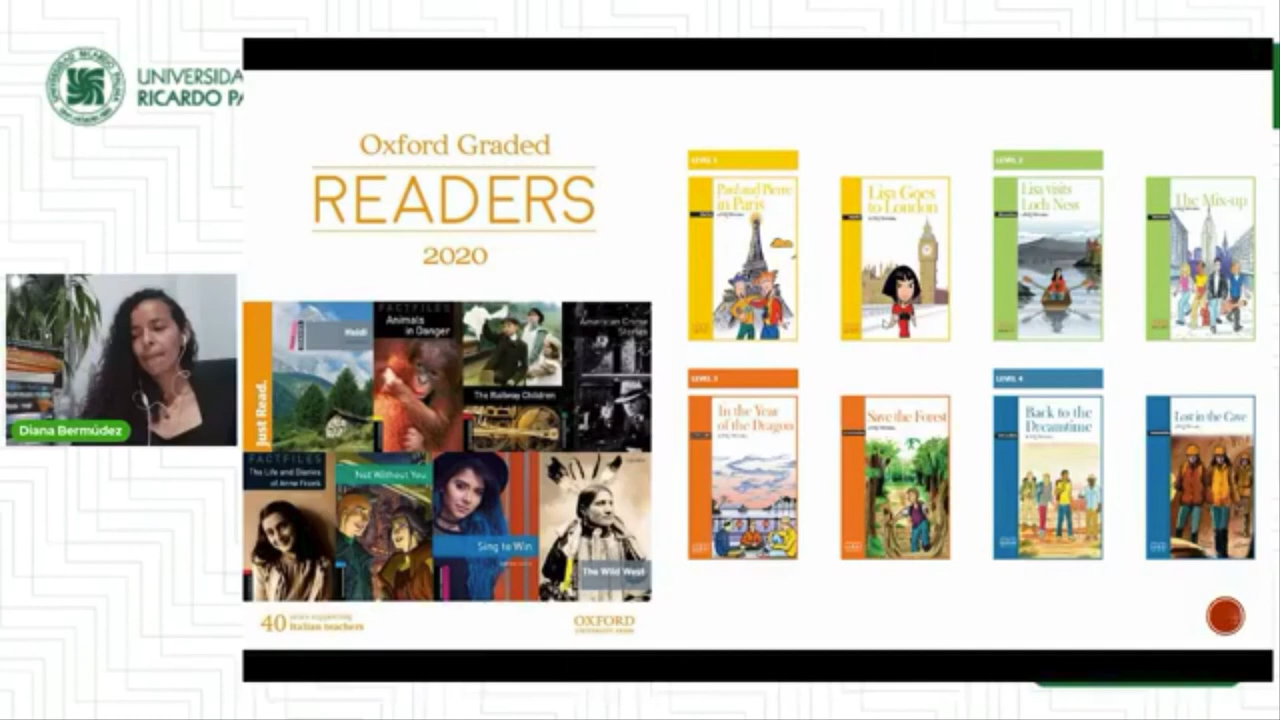 UNIVERSIDA
RICARDO PA
Diana Bermúdez
Oxford Graded
READERS
2020
Just Read.
Heidi
FACTFILES
Animals
in Danger
The Railway Children
American Crime
Stories
FACTFILES
The Life and Diaries
of Anne Frank
Not Without You
Sing to Win
The Wild West
40 years supporting
Italian teachers
OXFORD
UNIVERSITY PRESS
LEVEL 1
Paul and Pierre
in Paris
Lisa Goes
to London
LEVEL 2
Lisa visits
Loch Ness
The Mix-up
LEVEL 3
In the Year
of the Dragon
Save the Forest
LEVEL 4
Back to the
Dreamtime
Lost in the Cave